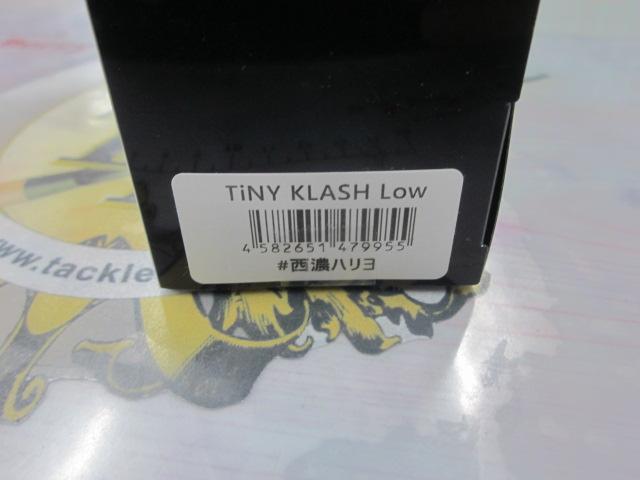 TiNY KLASH Low
4 582651 479955
#西濃ハリヨ
www.tackle